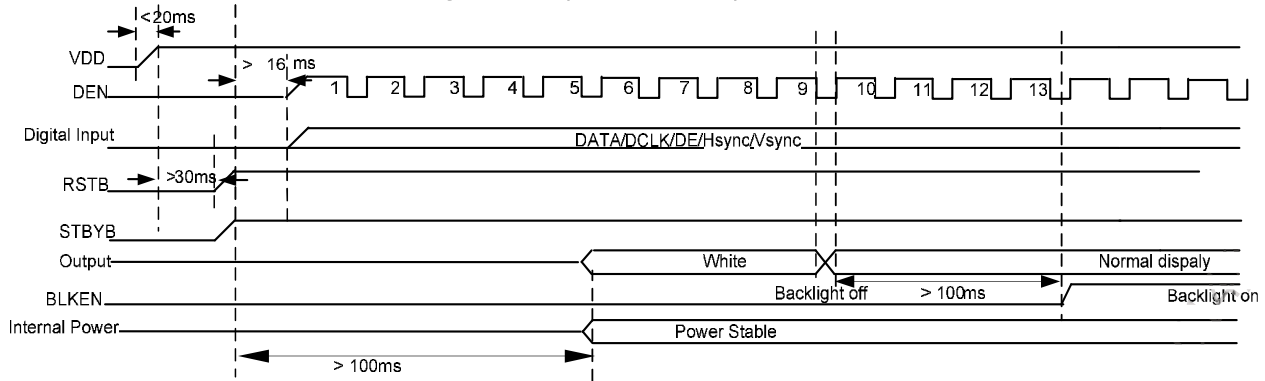 <20ms
VDD
> 16 ms
DEN
1 2 3 4 5 6 7 8 9 10 11 12 13
Digital Input
DATA/DCLK/DE/Hsync/Vsync
>30ms
RSTB
STBYB
Output
White
Normal dispaly
Backlight off
> 100ms
BLKEN
Backlight on
Internal Power
Power Stable
> 100ms